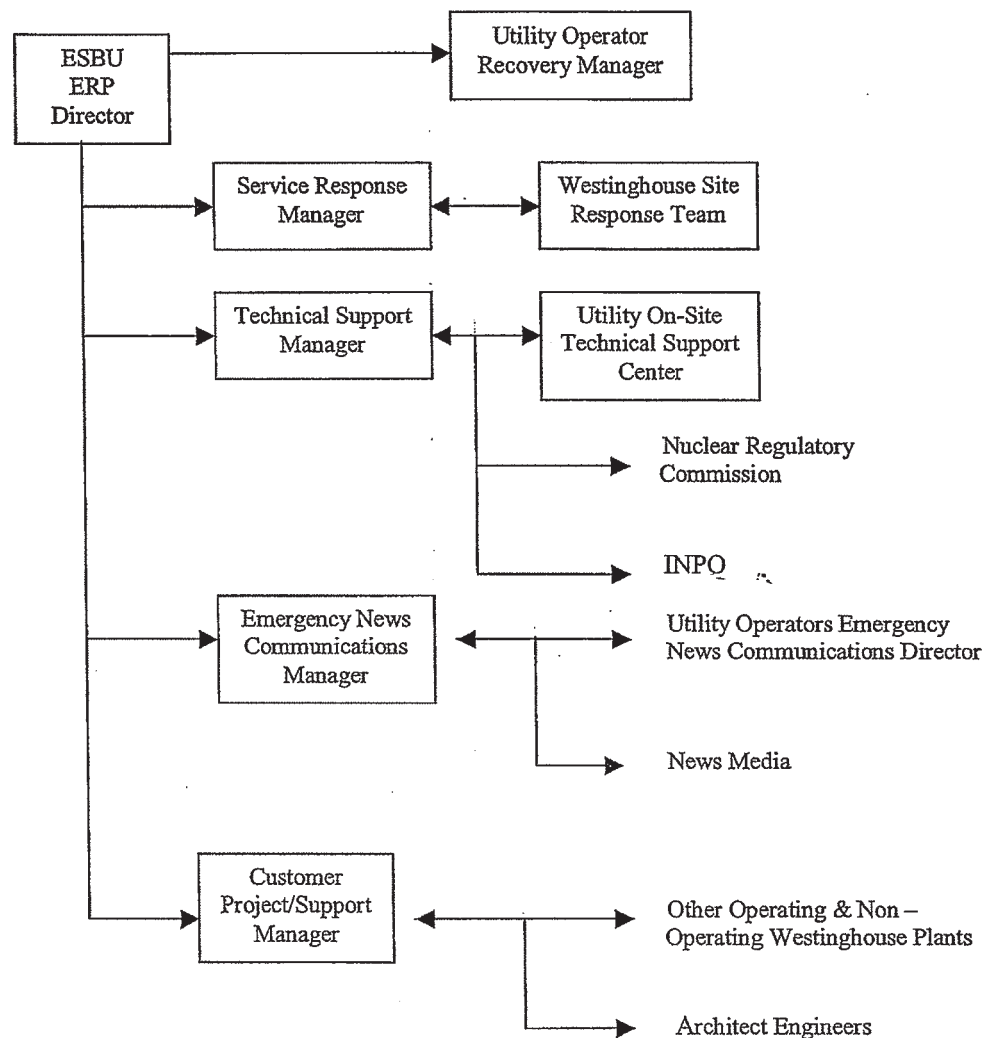 ESBU
ERP
Director
Utility Operator
Recovery Manager
Service Response
Manager
Westinghouse Site
Response Team
Technical Support
Manager
Utility On-Site
Technical Support
Center
Nuclear Regulatory
Commission
INPO
Emergency News
Communications
Manager
Utility Operators Emergency
News Communications Director
News Media
Customer
Project/Support
Manager
Other Operating & Non –
Operating Westinghouse Plants
Architect Engineers